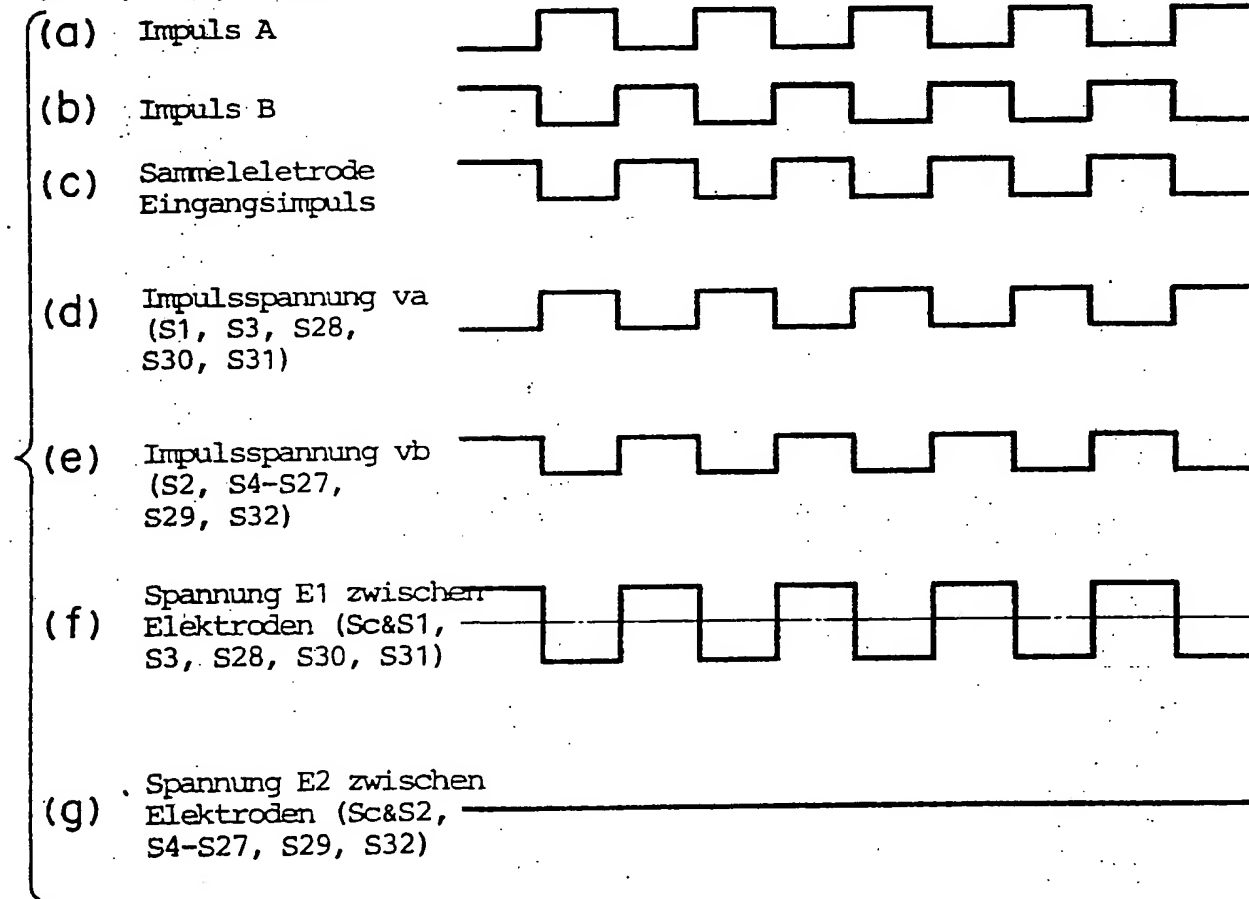 (a) Impuls A
(b) Impuls B
(c) Sammeleletrode
Eingangsimpuls
(d) Impulsspannung va
(S1, S3, S28,
S30, S31)
(e) Impulsspannung vb
(S2, S4-S27,
S29, S32)
(f) Spannung E1 zwischen
Elektroden (Sc&S1,
S3, S28, S30, S31)
(g) Spannung E2 zwischen
Elektroden (Sc&S2,
S4-S27, S29, S32)